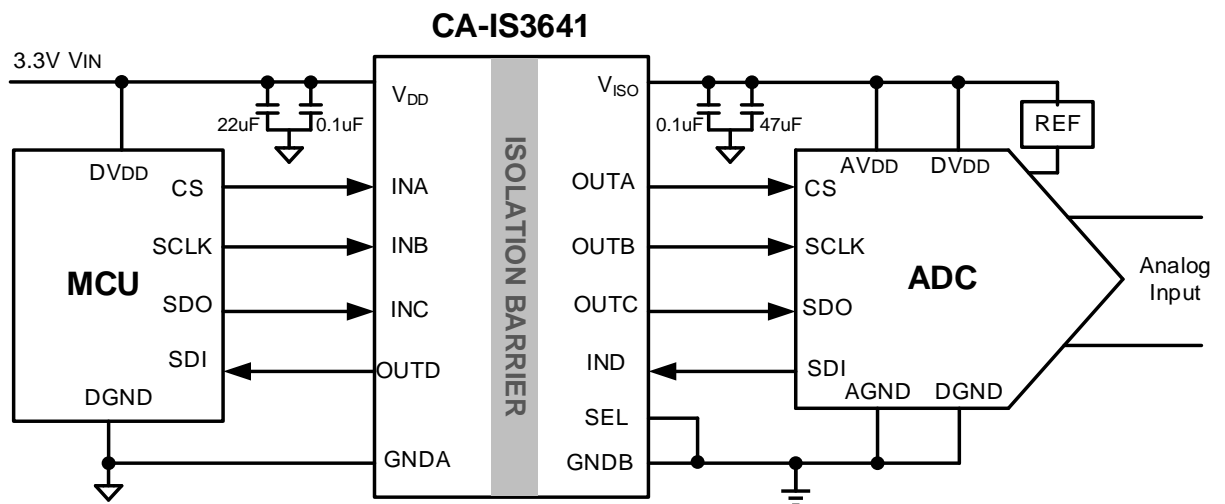 CA-IS3641
3.3V VIN
VDD
VISO
22uF
0.1uF
0.1uF
47uF
REF
ISOLATION BARRIER
DVDD
AVDD
DVDD
CS
INA
OUTA
CS
SCLK
INB
OUTB
SCLK
MCU
ADC
Analog
Input
SDO
INC
OUTC
SDO
SDI
OUTD
IND
SDI
DGND
AGND
DGND
SEL
GNDA
GNDB